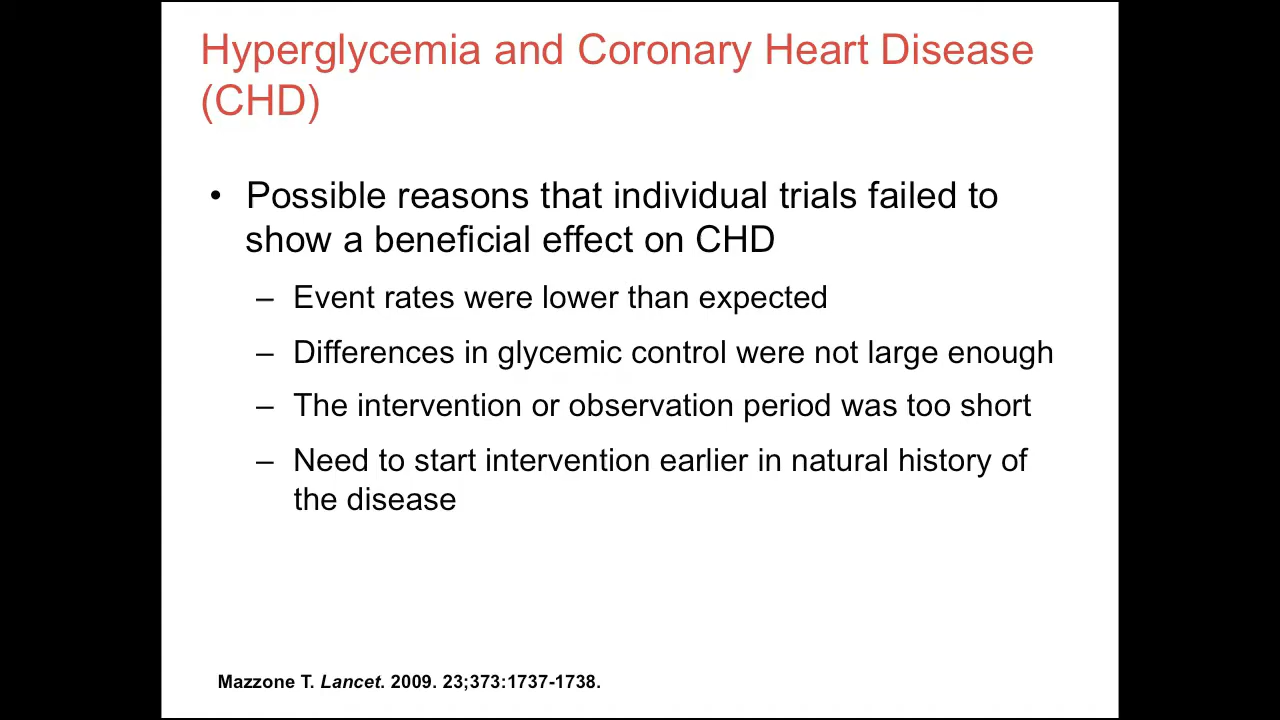 Hyperglycemia and Coronary Heart Disease
(CHD)
• Possible reasons that individual trials failed to
show a beneficial effect on CHD
– Event rates were lower than expected
– Differences in glycemic control were not large enough
– The intervention or observation period was too short
– Need to start intervention earlier in natural history of
the disease
Mazzone T. Lancet. 2009. 23;373:1737-1738.